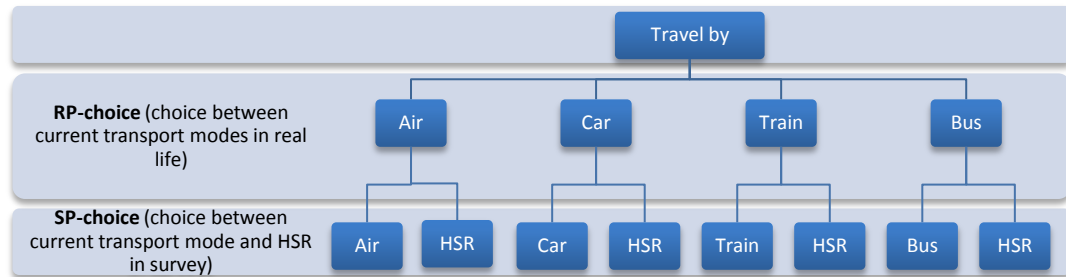 Travel by
RP-choice (choice between
current transport modes in real
life)
Air
Car
Train
Bus
SP-choice (choice between
current transport mode and HSR
in survey)
Air
HSR
Car
HSR
Train
HSR
Bus
HSR